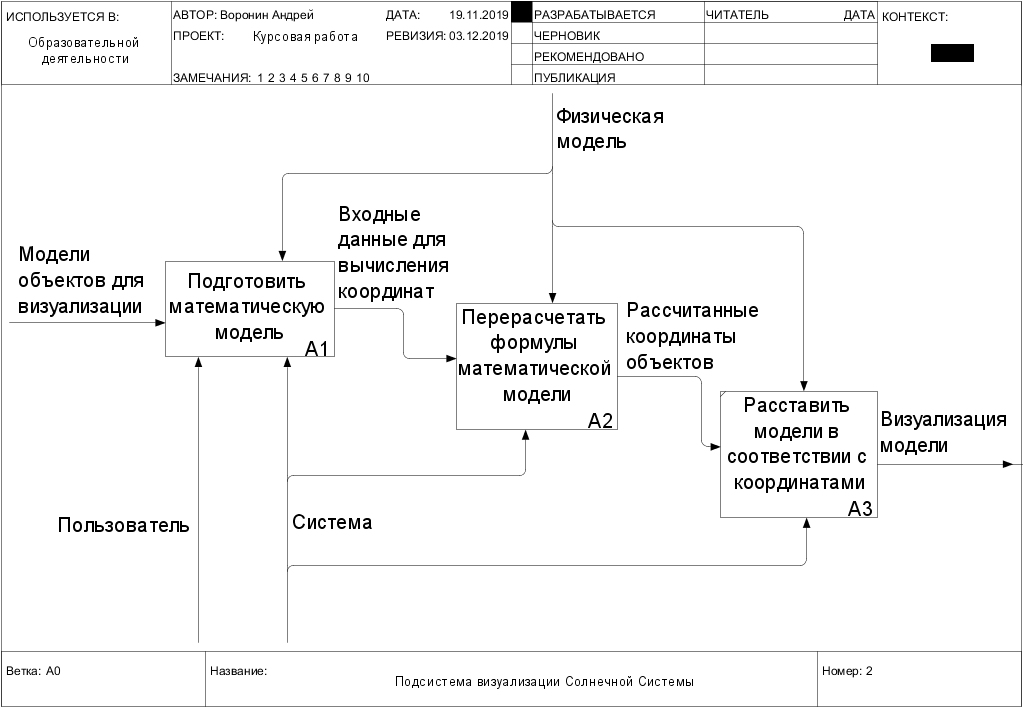 ИСПОЛЬЗУЕТСЯ В:
Образовательной
деятельности
АВТОР: Воронин Андрей
ДАТА: 19.11.2019
ПРОЕКТ: Курсовая работа
РЕВИЗИЯ: 03.12.2019
ЗАМЕЧАНИЯ: 1 2 3 4 5 6 7 8 9 10
РАЗРАБАТЫВАЕТСЯ
ЧЕРНОВИК
РЕКОМЕНДОВАНО
ПУБЛИКАЦИЯ
ЧИТАТЕЛЬ
ДАТА
КОНТЕКСТ:
Физическая
модель
Модели
объектов для
визуализации
Подготовить
математическую
модель
A1
Входные
данные для
вычисления
координат
Перерасчетать
формулы
математической
модели
A2
Рассчитанные
координаты
объектов
Расставить
модели в
соответствии с
координатами
A3
Визуализация
модели
Пользователь
Система
Ветка: A0
Название:
Подсистема визуализации Солнечной Системы
Номер: 2